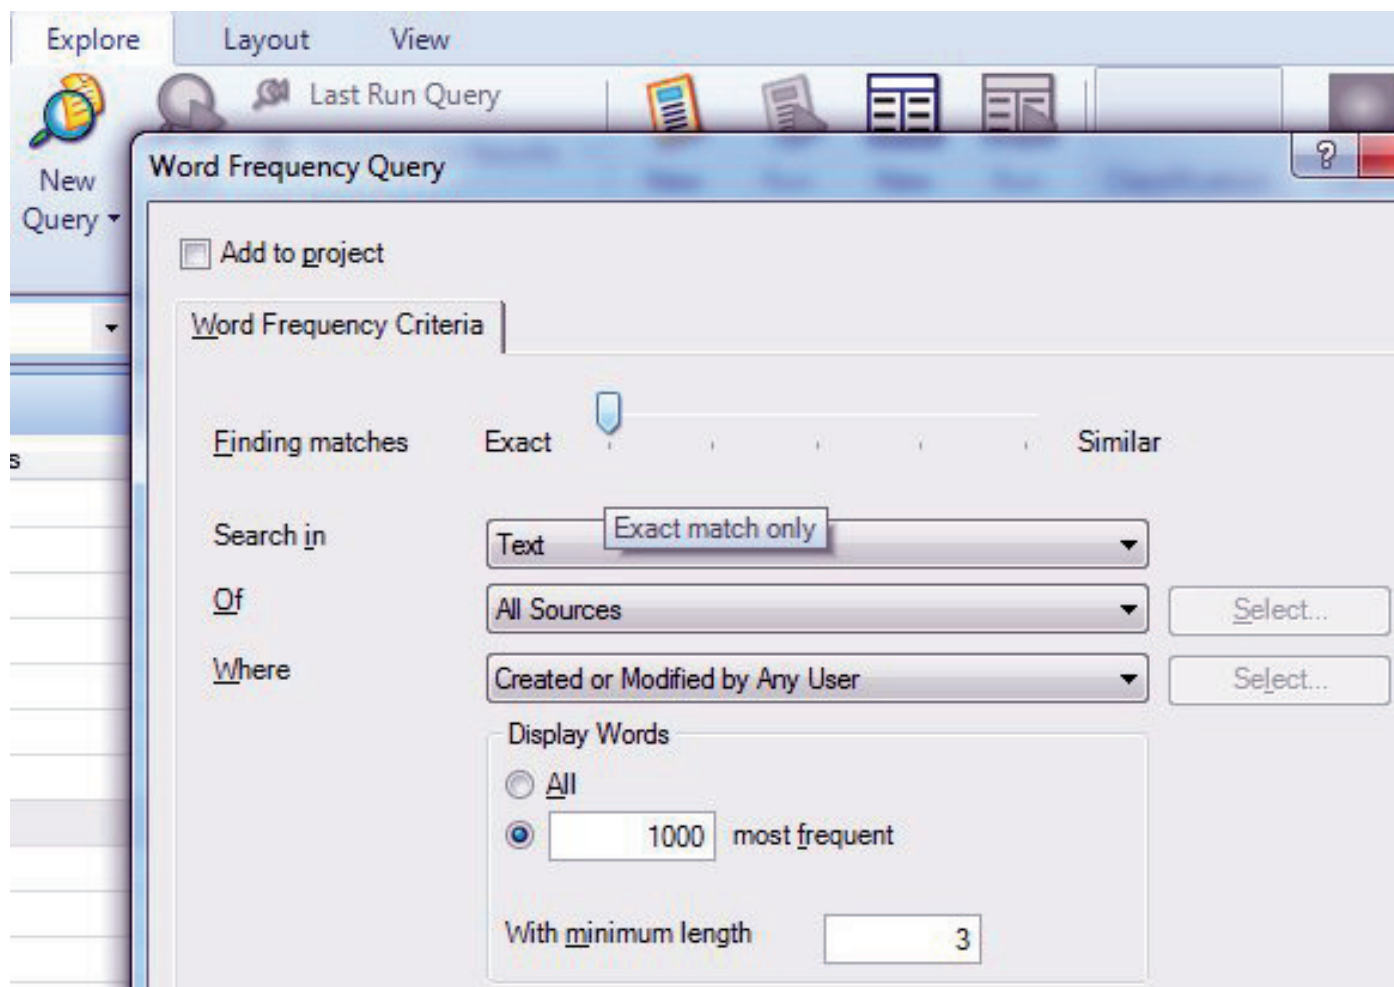 Explore Layout View
Last Run Query
New
Query
Word Frequency Query
?
Add to project
Word Frequency Criteria
Finding matches Exact Similar
s
Exact match only
Search in Text
Of All Sources Select...
Where Created or Modified by Any User Select...
Display Words
All
1000 most frequent
With minimum length 3